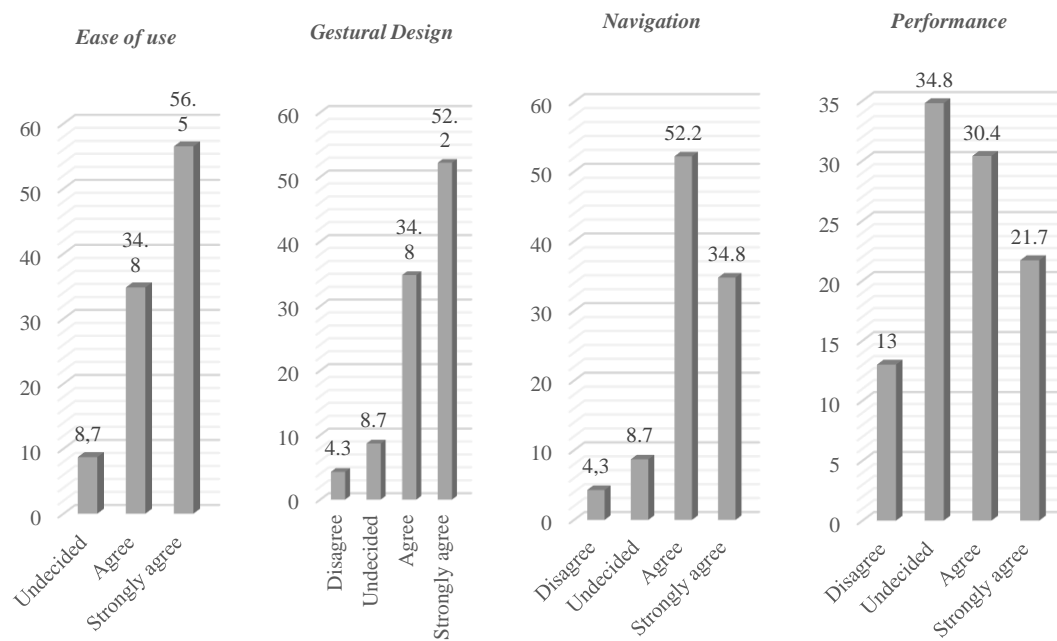 Ease of use
56.
5
60
50
34.
8
40
30
20
8,7
10
0
Undecided
Agree
Strongly agree
Gestural Design
52.
2
60
50
34.
8
40
30
20
8.7
10
4.3
0
Disagree
Undecided
Agree
Strongly agree
Navigation
60
52.2
50
40
34.8
30
20
8.7
10
4,3
0
Disagree
Undecided
Agree
Strongly agree
Performance
34.8
35
30.4
30
25
21.7
20
15
13
10
5
0
Disagree
Undecided
Agree
Strongly agree